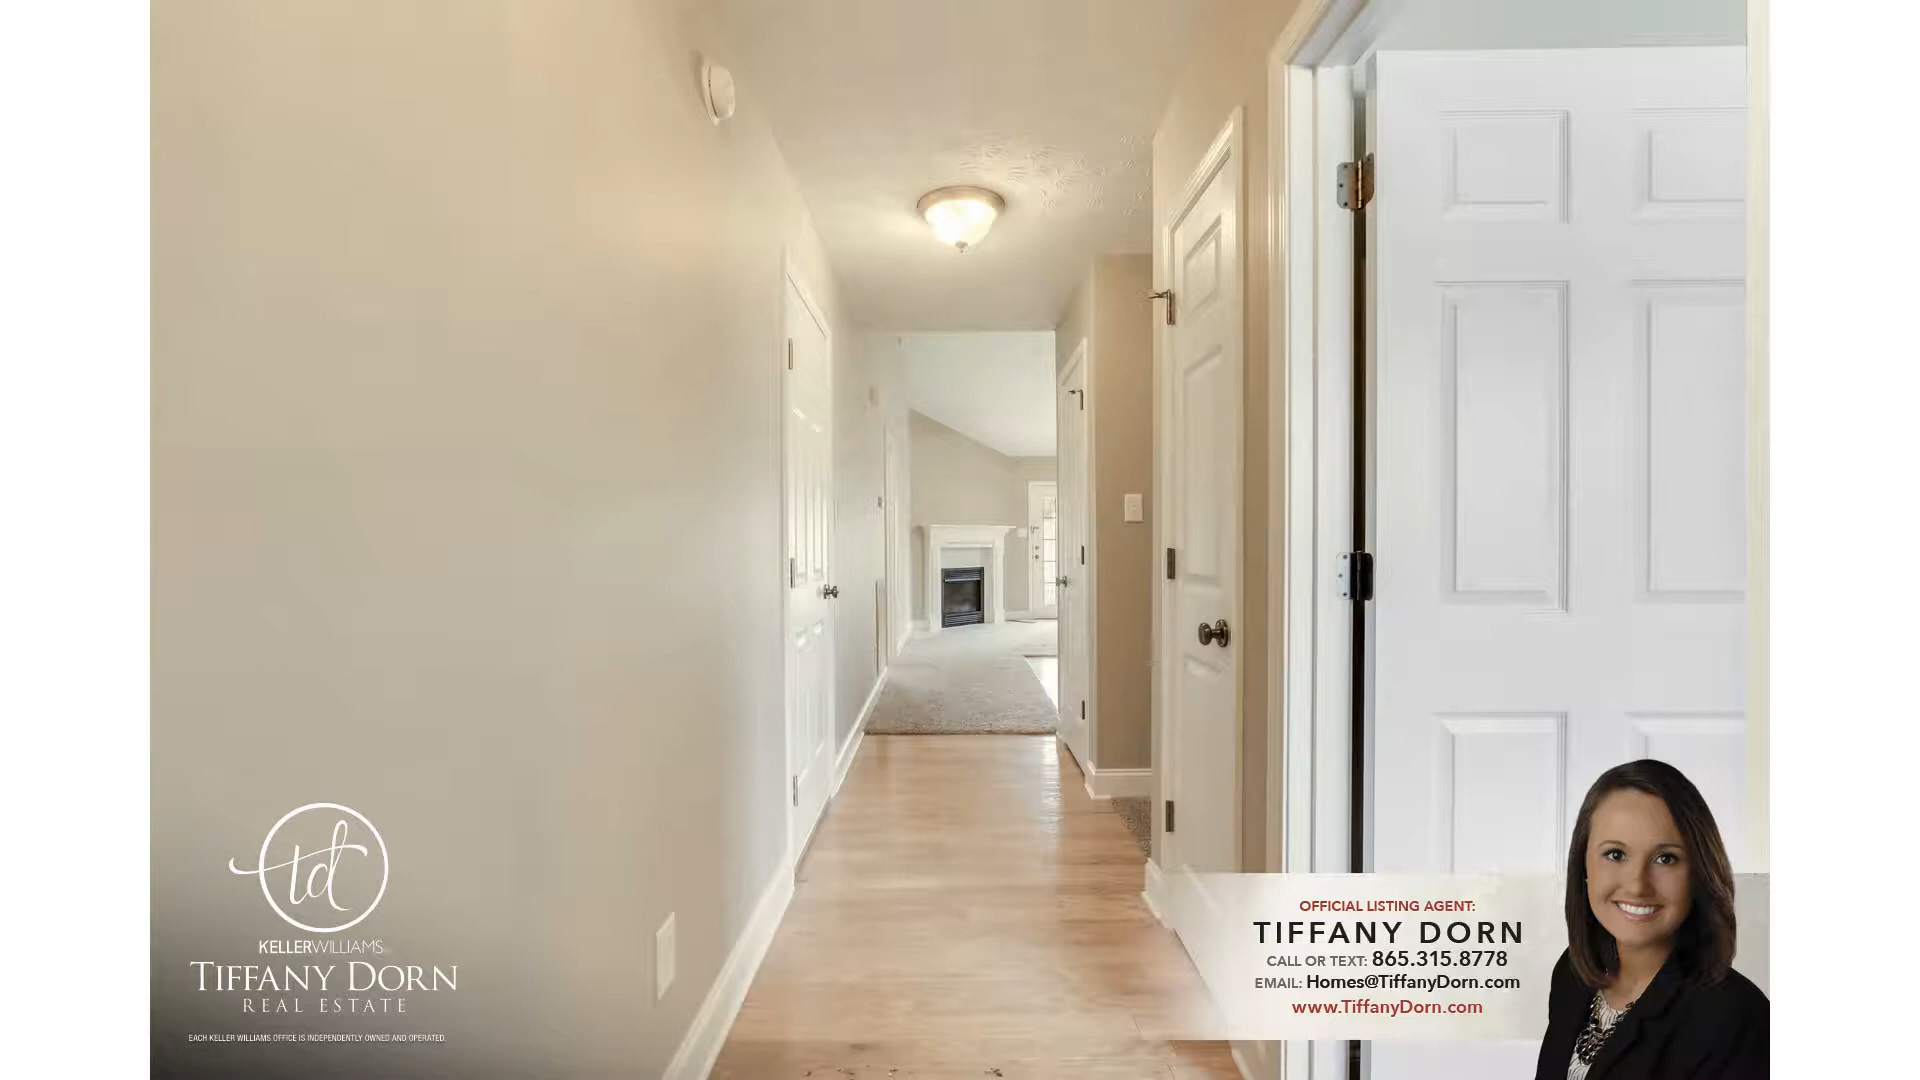 td
KELLERWILLIAMS
TIFFANY DORN
REAL ESTATE
EACH KELLER WILLIAMS OFFICE IS INDEPENDENTLY OWNED AND OPERATED.
OFFICIAL LISTING AGENT:
TIFFANY DORN
CALL OR TEXT: 865.315.8778
EMAIL: Homes@TiffanyDorn.com
www.TiffanyDorn.com